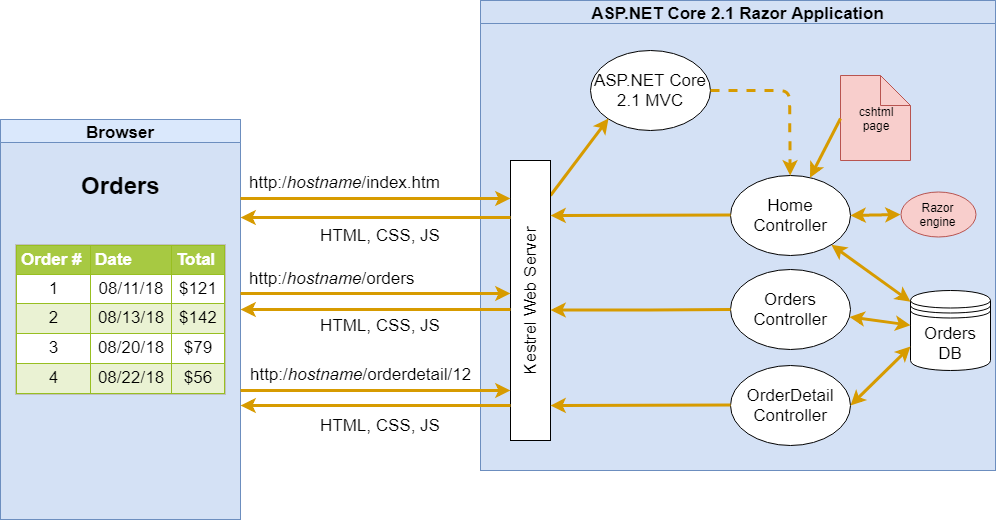 ASP.NET Core 2.1 Razor Application
ASP.NET Core
2.1 MVC
cshtml
page
Browser
Orders
Order # Date Total
1 08/11/18 $121
2 08/13/18 $142
3 08/20/18 $79
4 08/22/18 $56
http:/hostname/index.htm
HTML, CSS, JS
http:/hostname/orders
HTML, CSS, JS
http:/hostname/orderdetail/12
HTML, CSS, JS
Kestrel Web Server
Home
Controller
Razor
engine
Orders
Controller
Orders
DB
OrderDetail
Controller